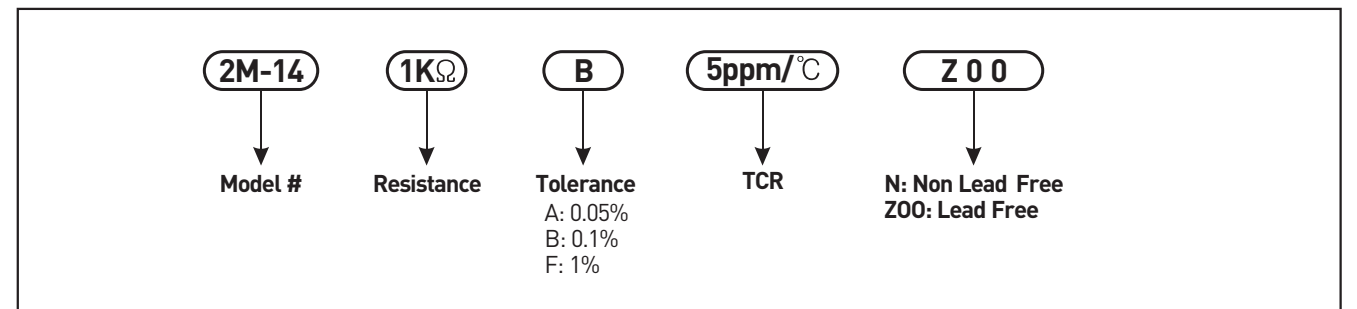 2M-14 1KΩ B 5ppm/℃ Z 0 0
Model # Resistance Tolerance TCR N: Non Lead Free
Z00: Lead Free
A: 0.05%
B: 0.1%
F: 1%